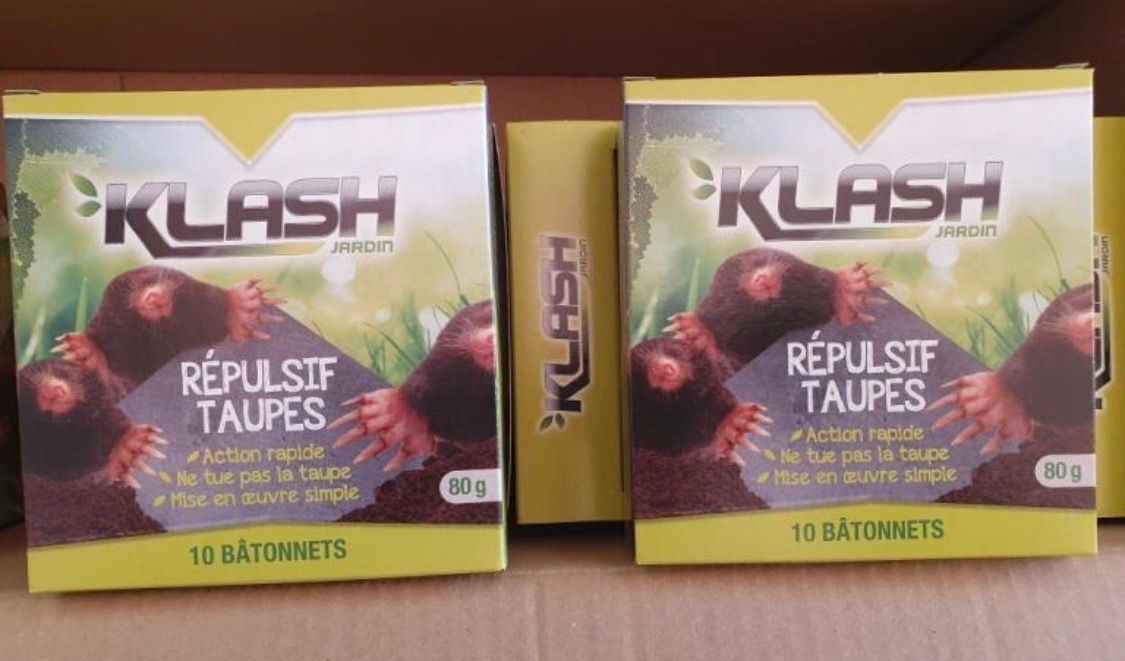 KLASH
JARDIN
RÉPULSIF
TAUPES
Action rapide
Ne tue pas la taupe
Mise en œuvre simple
80 g
10 BÂTONNETS
KLASH
JARDIN
KLASH
JARDIN
RÉPULSIF
TAUPES
Action rapide
Ne tue pas la taupe
Mise en œuvre simple
80 g
10 BÂTONNETS
JARDIN